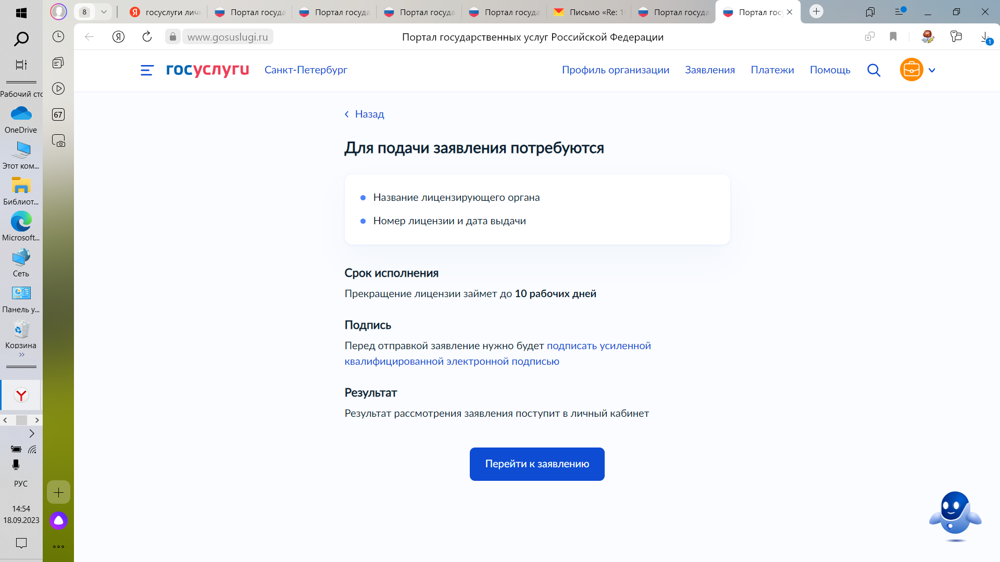 8
госуслуги лич
Портал госуда
Портал госуда
Портал госуда
Портал госуда
Письмо «Re: 1
Портал госуда
Портал гос
www.gosuslugi.ru
Портал государственных услуг Российской Федерации
1
госуслуги
Санкт-Петербург
Профиль организации
Заявления
Платежи
Помощь
Назад
Для подачи заявления потребуются
Название лицензирующего органа
Номер лицензии и дата выдачи
Срок исполнения
Прекращение лицензии займет до 10 рабочих дней
Подпись
Перед отправкой заявление нужно будет подписать усиленной
квалифицированной электронной подписью
Результат
Результат рассмотрения заявления поступит в личный кабинет
Перейти к заявлению
Рабочий сто
OneDrive
Этот ком...
Библиот...
Microsoft...
Сеть
Панель у...
Корзина
67
РУС
14:54
18.09.2023